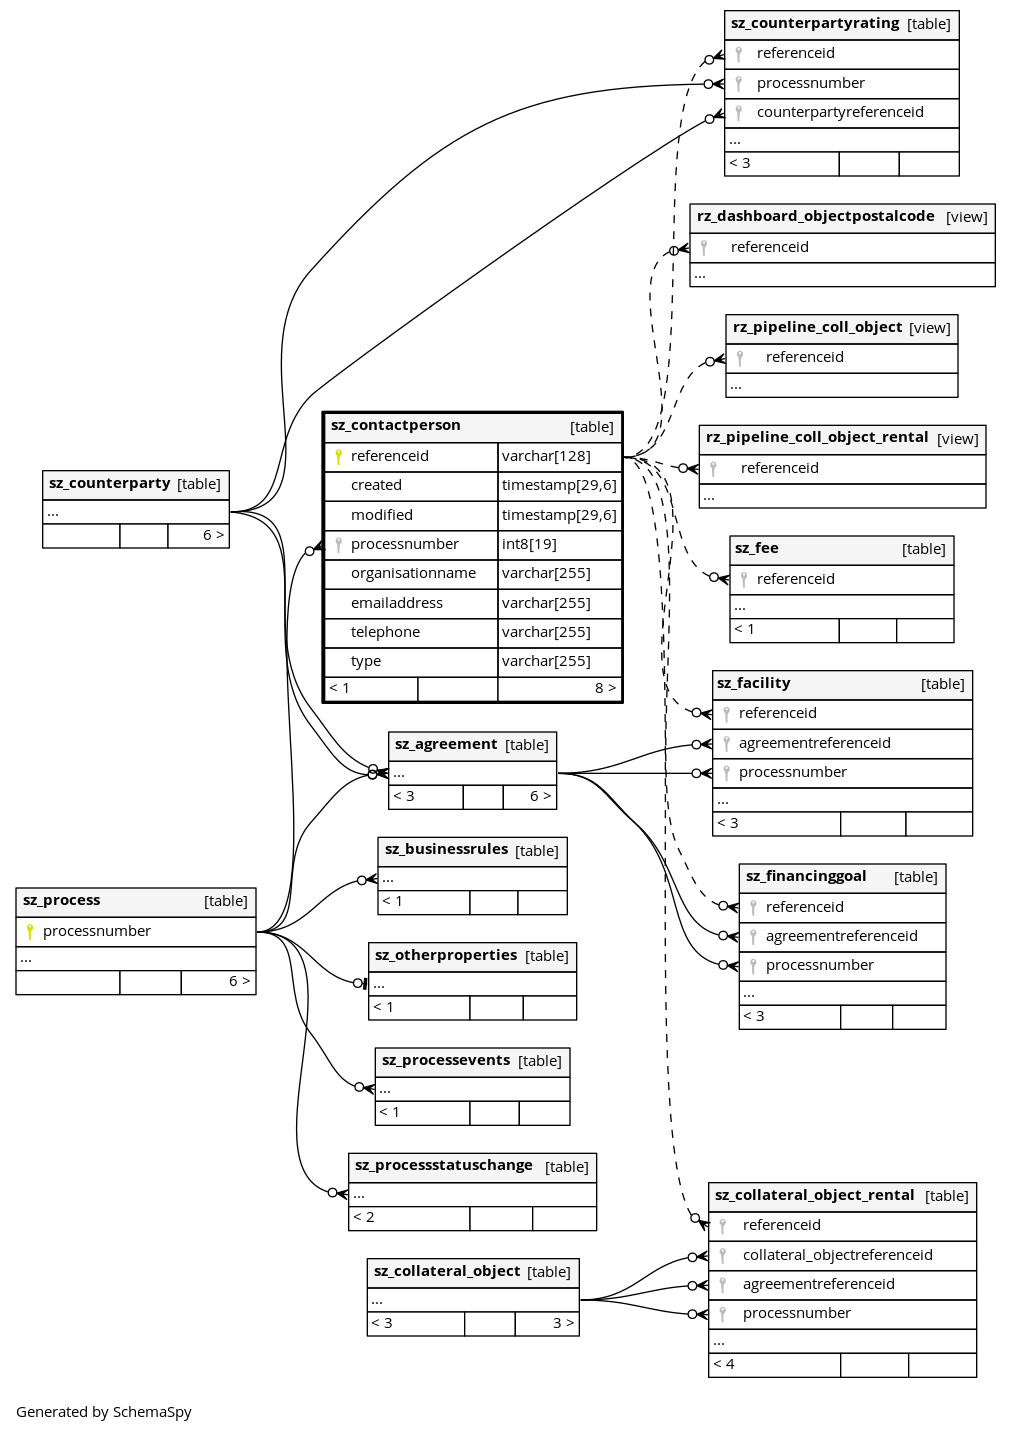 sz_counterpartyrating [table]
referenceid
processnumber
counterpartyreferenceid
...
< 3
rz_dashboard_objectpostalcode [view]
referenceid
...
rz_pipeline_coll_object [view]
referenceid
...
sz_contactperson [table]
referenceid varchar[128]
created timestamp[29,6]
modified timestamp[29,6]
processnumber int8[19]
organisationname varchar[255]
emailaddress varchar[255]
telephone varchar[255]
type varchar[255]
< 1 8 >
rz_pipeline_coll_object_rental [view]
referenceid
...
sz_counterparty [table]
...
6 >
sz_fee [table]
referenceid
...
< 1
sz_facility [table]
referenceid
agreementreferenceid
processnumber
...
< 3
sz_agreement [table]
...
< 3 6 >
sz_businessrules [table]
...
< 1
sz_financinggoal [table]
referenceid
agreementreferenceid
processnumber
...
< 3
sz_process [table]
processnumber
...
6 >
sz_otherproperties [table]
...
< 1
sz_processevents [table]
...
< 1
sz_processstatuschange [table]
...
< 2
sz_collateral_object_rental [table]
referenceid
collateral_objectreferenceid
agreementreferenceid
processnumber
...
< 4
sz_collateral_object [table]
...
< 3 3 >
Generated by SchemaSpy